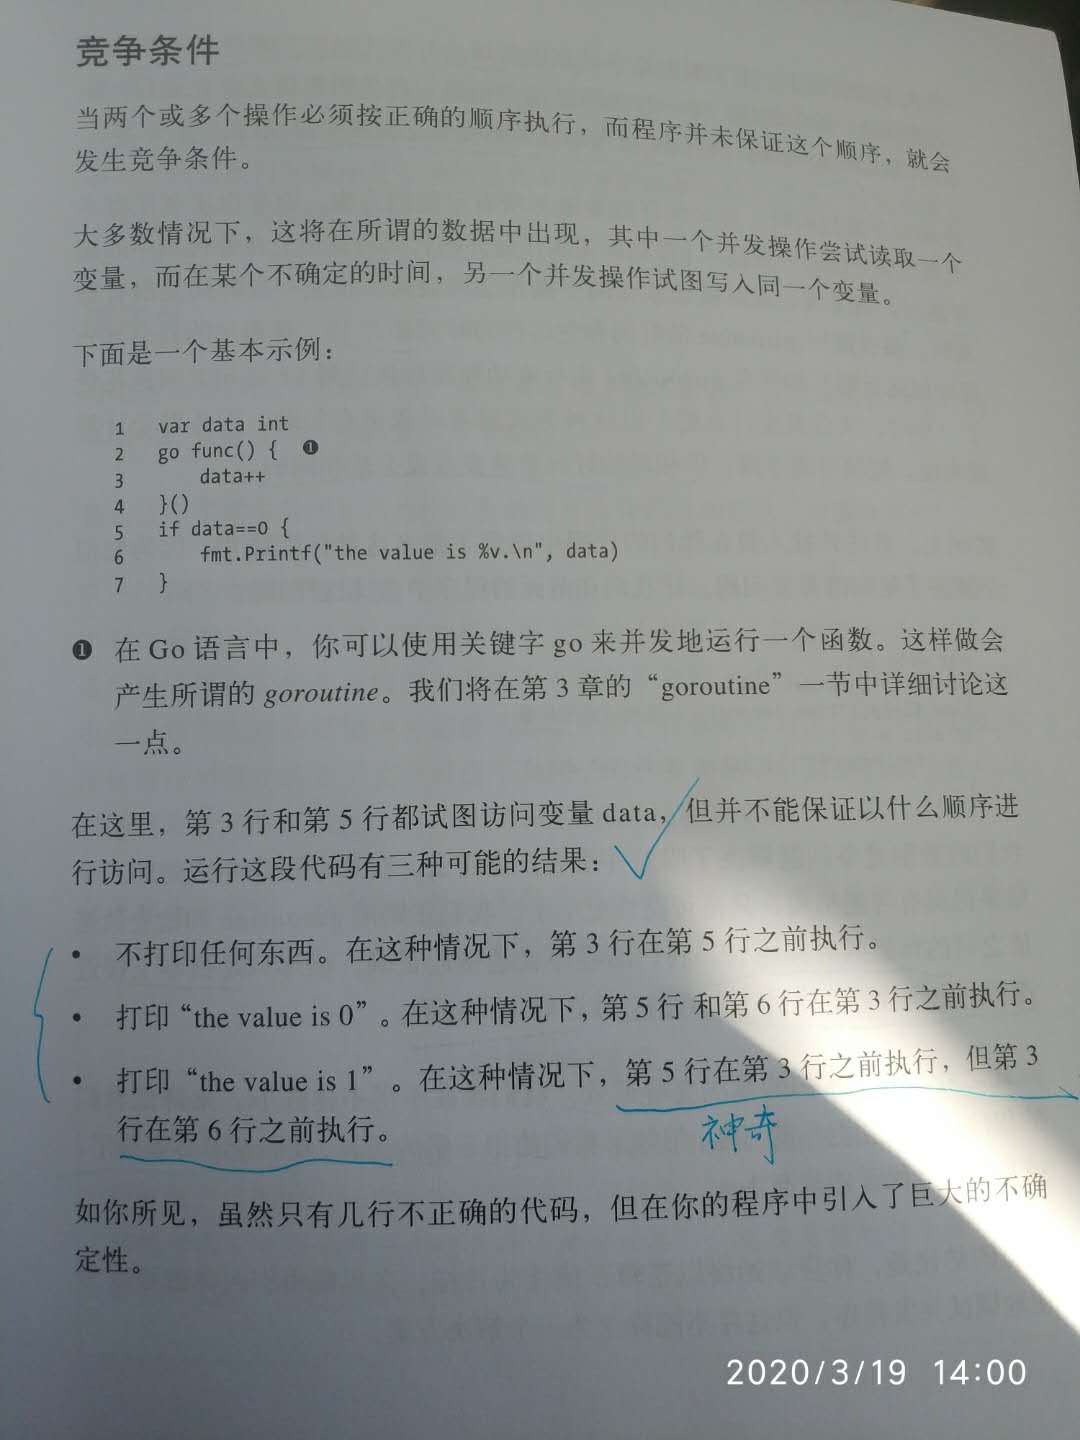 竞争条件
当两个或多个操作必须按正确的顺序执行，而程序并未保证这个顺序，就会
发生竞争条件。
大多数情况下，这将在所谓的数据中出现，其中一个并发操作尝试读取一个
变量，而在某个不确定的时间，另一个并发操作试图写入同一个变量。
下面是一个基本示例：
1 var data int
2 go func() { ❶
3 data++
4 }()
5 if data==0 {
6 fmt.Printf("the value is %v.\n", data)
7 }
❶ 在 Go 语言中，你可以使用关键字 go 来并发地运行一个函数。这样做会
产生所谓的 goroutine。我们将在第 3 章的“goroutine”一节中详细讨论这
一点。
在这里，第 3 行和第 5 行都试图访问变量 data，但并不能保证以什么顺序进
行访问。运行这段代码有三种可能的结果：
• 不打印任何东西。在这种情况下，第 3 行在第 5 行之前执行。
• 打印“the value is 0”。在这种情况下，第 5 行 和第 6 行在第 3 行之前执行。
• 打印“the value is 1”。在这种情况下，第 5 行在第 3 行之前执行，但第 3
行在第 6 行之前执行。
神奇
如你所见，虽然只有几行不正确的代码，但在你的程序中引入了巨大的不确
定性。
2020/3/19 14:00